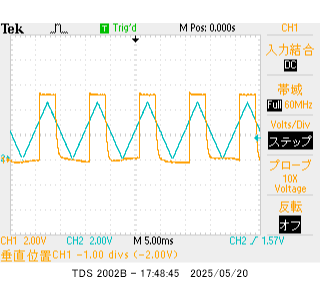 Tek Trig'd M Pos: 0.000s CH1
入力結合
DC
帯域
Full 60MHz
Volts/Div
ステップ
プローブ
10X
Voltage
反転
オフ
CH1 2.00V CH2 2.00V M 5.00ms CH2 1.57V
垂直位置CH1 -1.00 divs (-2.00V)
TDS 2002B - 17:48:45 2025/05/20